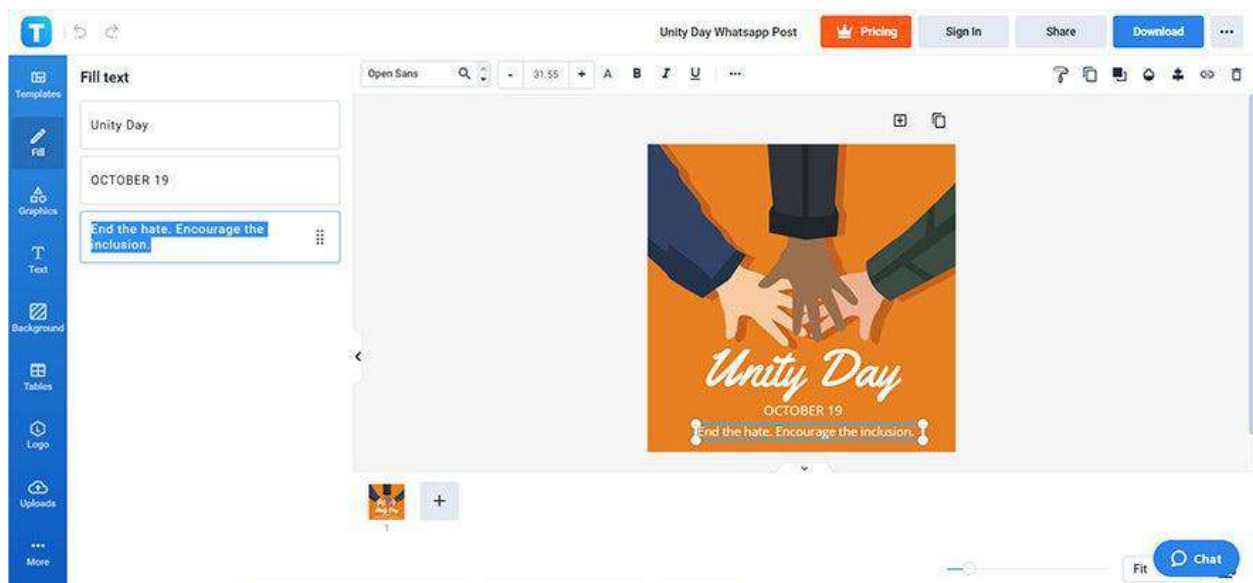 T
Unity Day Whatsapp Post
Pricing
Sign In
Share
Download
Templates
Fill
Graphics
Text
Background
Tables
Logo
Uploads
More
Fill text
Unity Day
OCTOBER 19
End the hate. Encourage the
inclusion.
Open Sans
- 31.55 + A B I U
Unity Day
OCTOBER 19
End the hate. Encourage the inclusion.
+
1
Fit
Chat